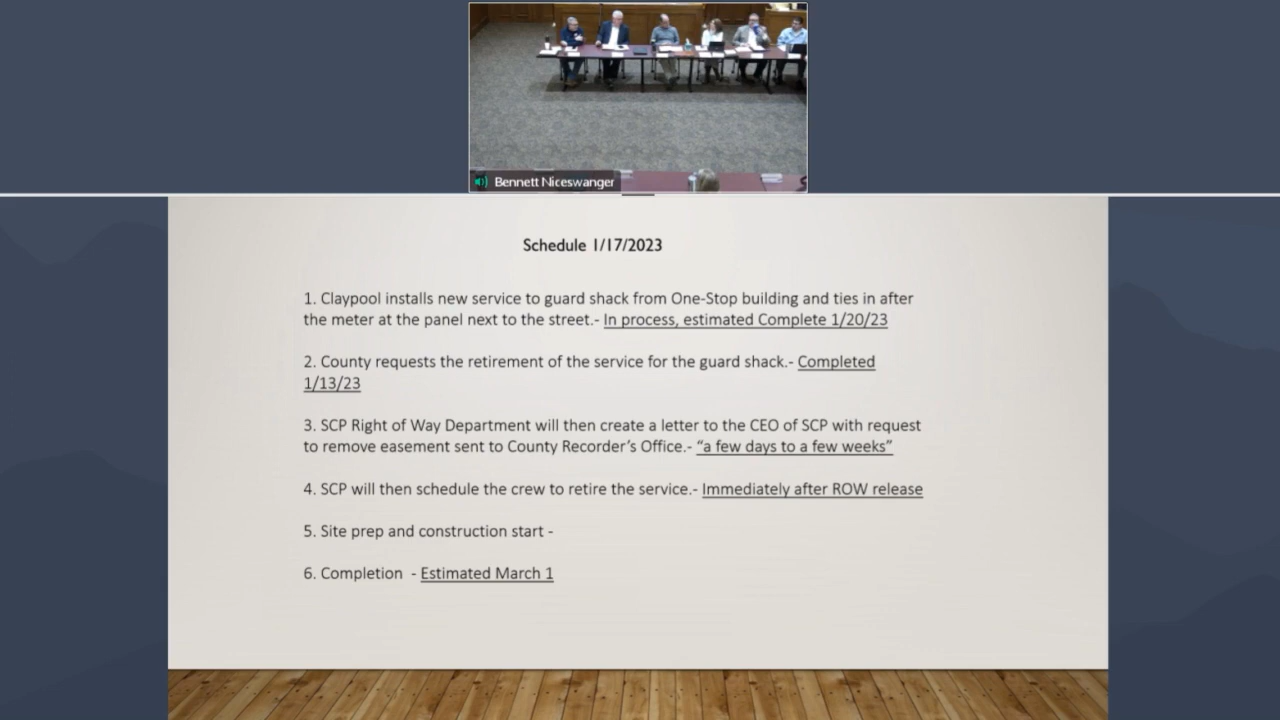 Bennett Niceswanger
Schedule 1/17/2023
1. Claypool installs new service to guard shack from One-Stop building and ties in after
the meter at the panel next to the street.- In process, estimated Complete 1/20/23
2. County requests the retirement of the service for the guard shack.- Completed
1/13/23
3. SCP Right of Way Department will then create a letter to the CEO of SCP with request
to remove easement sent to County Recorder’s Office.- “a few days to a few weeks”
4. SCP will then schedule the crew to retire the service.- Immediately after ROW release
5. Site prep and construction start -
6. Completion - Estimated March 1